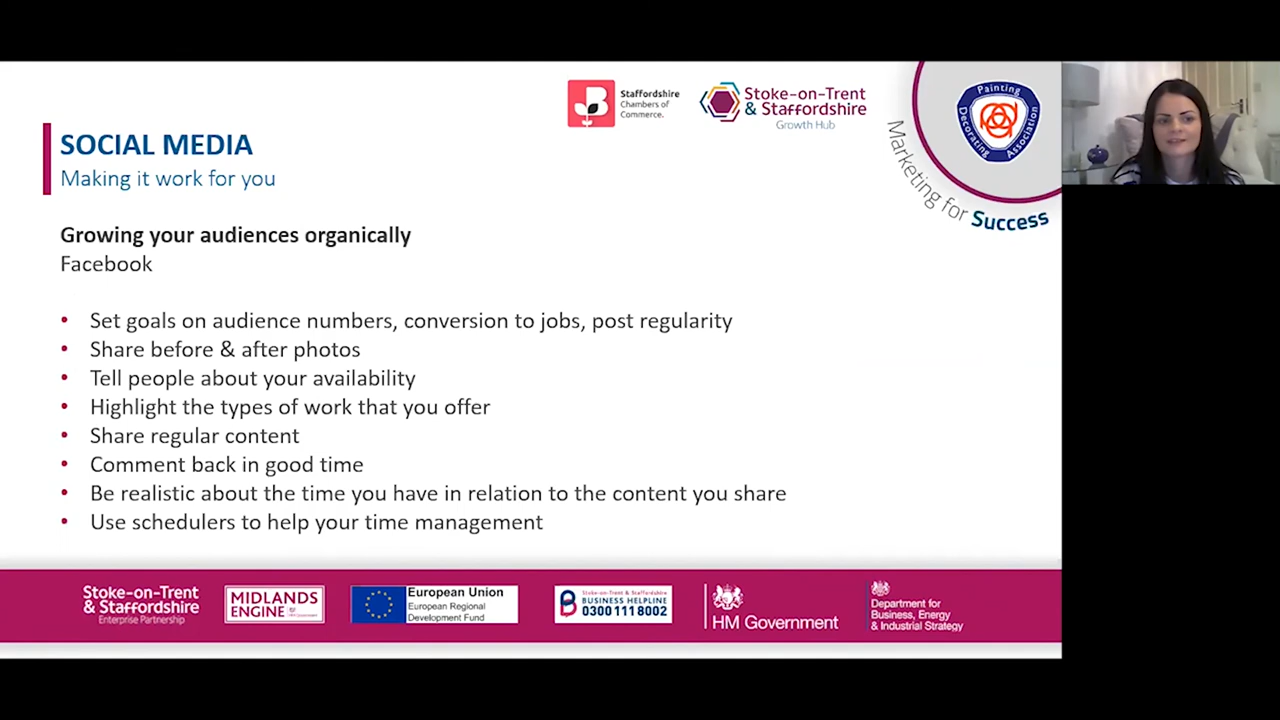 Staffordshire
Chambers of
Commerce.
Stoke-on-Trent
& Staffordshire
Growth Hub
Painting
Decorating
Association
Marketing for Success
SOCIAL MEDIA
Making it work for you
Growing your audiences organically
Facebook
• Set goals on audience numbers, conversion to jobs, post regularity
• Share before & after photos
• Tell people about your availability
• Highlight the types of work that you offer
• Share regular content
• Comment back in good time
• Be realistic about the time you have in relation to the content you share
• Use schedulers to help your time management
Stoke-on-Trent
& Staffordshire
Enterprise Partnership
MIDLANDS
ENGINE
European Union
European Regional
Development Fund
Stoke-on-Trent & Staffordshire
BUSINESS HELPLINE
0300 111 8002
HM Government
Department for
Business, Energy
& Industrial Strategy